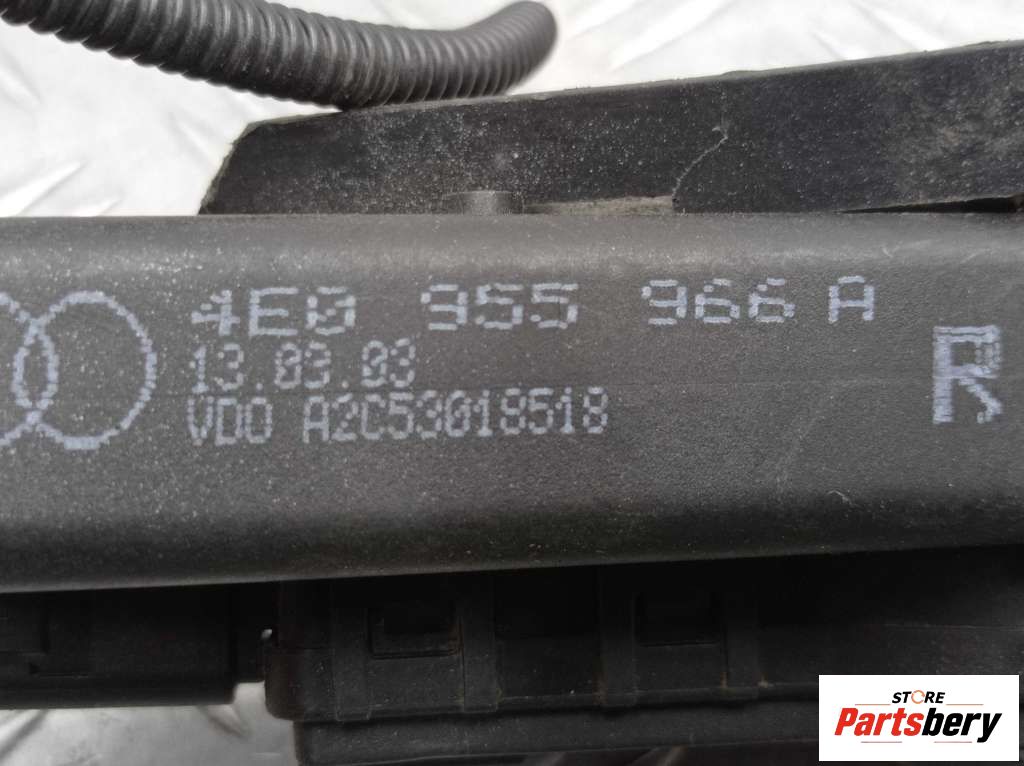 4E0 955 966 A
13.03.03
VDO A2C53018518
R
STORE
Partsbery